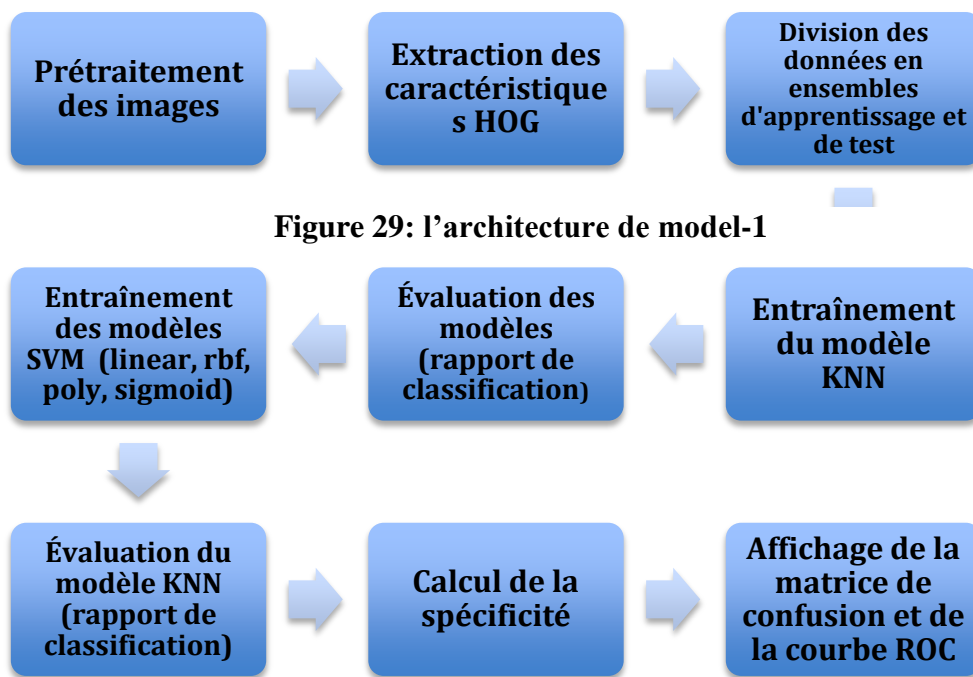 Prétraitement
des images
Extraction des
caractéristique
s HOG
Division des
données en
ensembles
d'apprentissage et
de test
Figure 29: l’architecture de model-1
Entraînement
des modèles
SVM (linear, rbf,
poly, sigmoid)
Évaluation des
modèles
(rapport de
classification)
Entraînement
du modèle
KNN
Évaluation du
modèle KNN
(rapport de
classification)
Calcul de la
spécificité
Affichage de la
matrice de
confusion et de
la courbe ROC